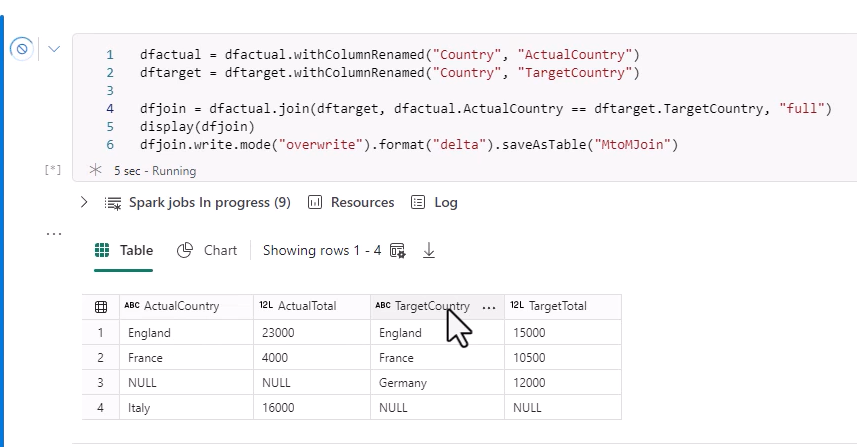 1 dfactual = dfactual.withColumnRenamed("Country", "ActualCountry")
2 dftarget = dftarget.withColumnRenamed("Country", "TargetCountry")
3
4 dfjoin = dfactual.join(dftarget, dfactual.ActualCountry == dftarget.TargetCountry, "full")
5 display(dfjoin)
6 dfjoin.write.mode("overwrite").format("delta").saveAsTable("MtoMJoin")
[*] 5 sec - Running
Spark jobs In progress (9) Resources Log
...
Table Chart Showing rows 1 - 4
ABC ActualCountry 12L ActualTotal ABC TargetCountry ... 12L TargetTotal
1 England 23000 England 15000
2 France 4000 France 10500
3 NULL NULL Germany 12000
4 Italy 16000 NULL NULL